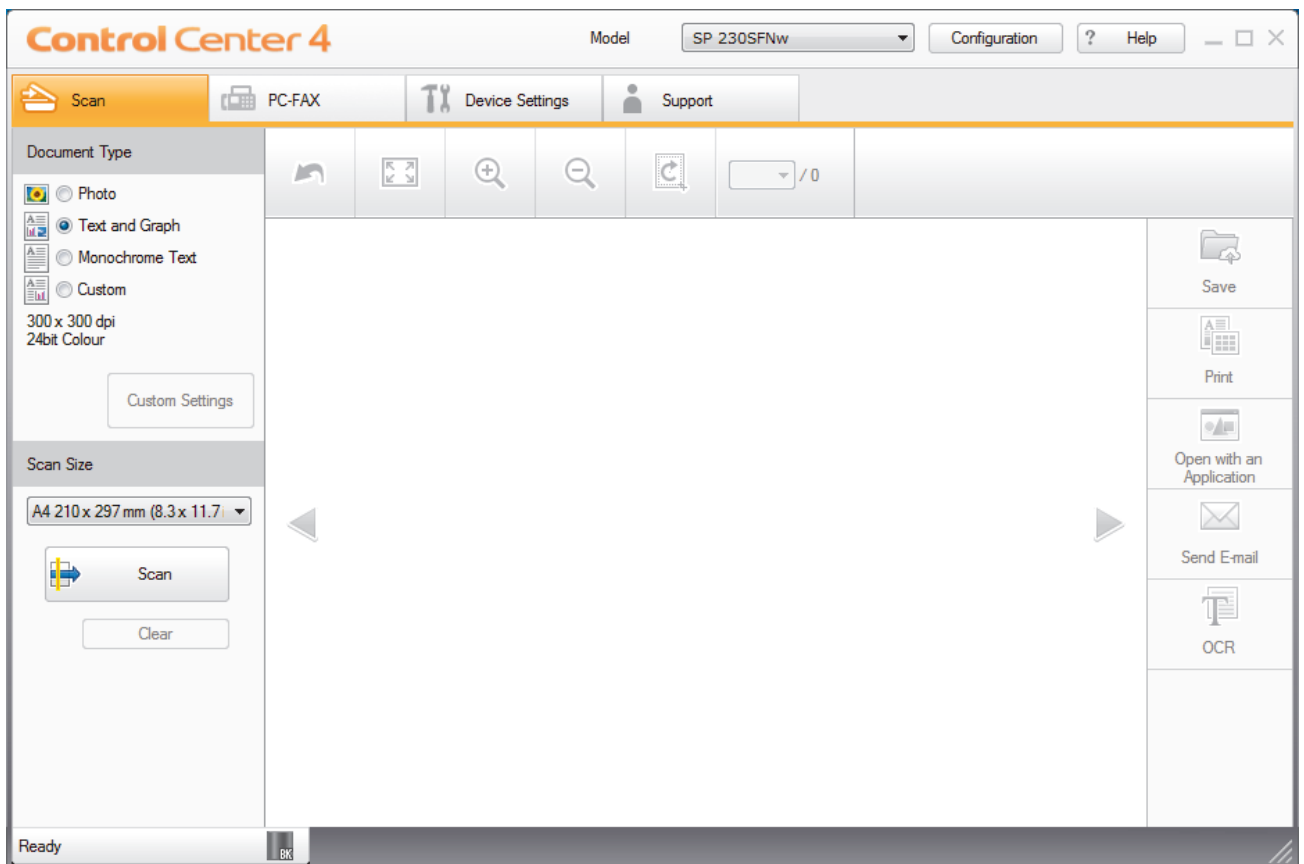 Control Center 4
Model
SP 230SFNw
Configuration
? Help
Scan
PC-FAX
Device Settings
Support
Document Type
Photo
Text and Graph
Monochrome Text
Custom
300 x 300 dpi
24bit Colour
Custom Settings
Scan Size
A4 210 x 297 mm (8.3 x 11.7
Scan
Clear
/ 0
Save
Print
Open with an
Application
Send E-mail
OCR
Ready
BK